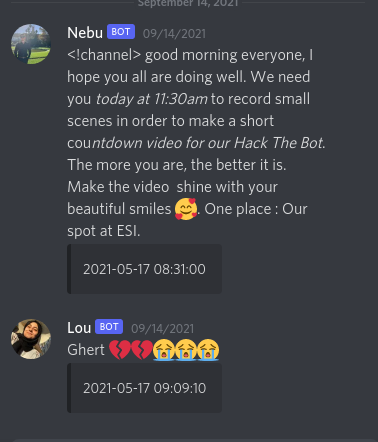 September 14, 2021
Nebu BOT 09/14/2021
<!channel> good morning everyone, I
hope you all are doing well. We need
you today at 11:30am to record small
scenes in order to make a short
countdown video for our Hack The Bot.
The more you are, the better it is.
Make the video  shine with your
beautiful smiles 🥰. One place : Our
spot at ESI.
2021-05-17 08:31:00
Lou BOT 09/14/2021
Ghert 💔💔😭😭😭
2021-05-17 09:09:10